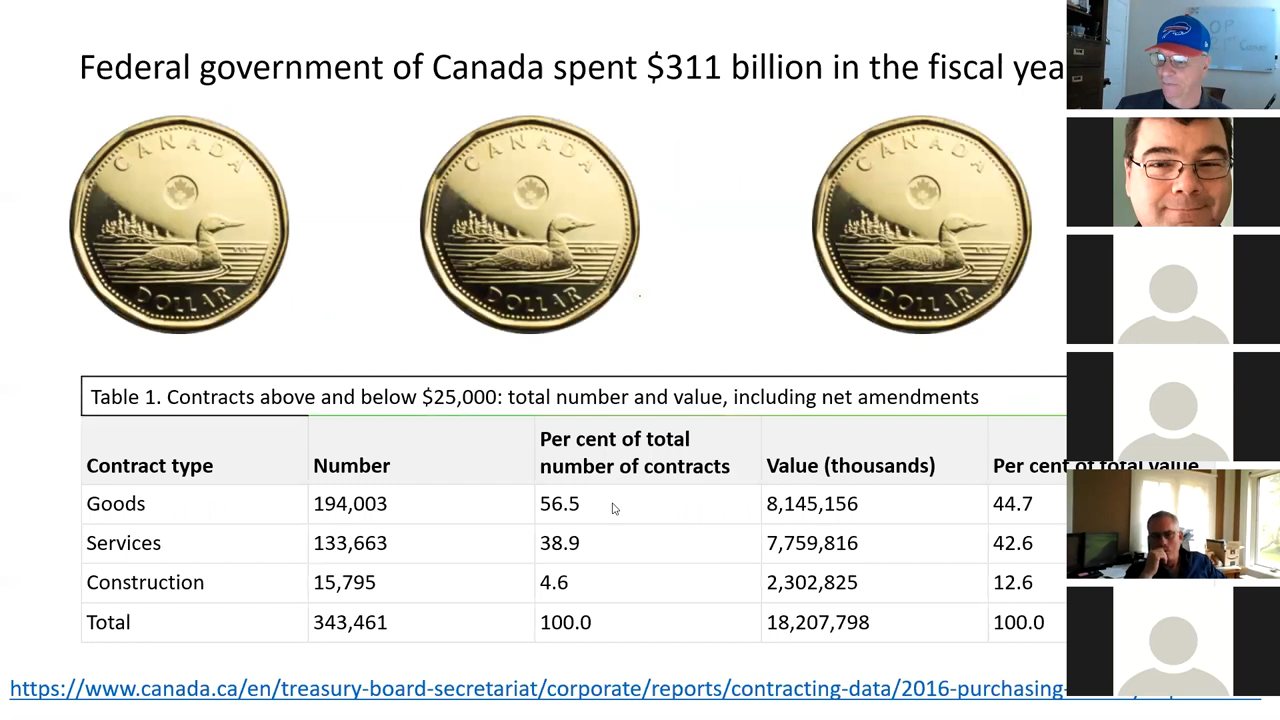 Federal government of Canada spent $311 billion in the fiscal yea
CANADA
DOLLAR
CANADA
DOLLAR
CANADA
DOLLAR
Table 1. Contracts above and below $25,000: total number and value, including net amendments
Contract type Number Per cent of total number of contracts Value (thousands) Per cent of total value
Goods 194,003 56.5 8,145,156 44.7
Services 133,663 38.9 7,759,816 42.6
Construction 15,795 4.6 2,302,825 12.6
Total 343,461 100.0 18,207,798 100.0
https://www.canada.ca/en/treasury-board-secretariat/corporate/reports/contracting-data/2016-purchasing-